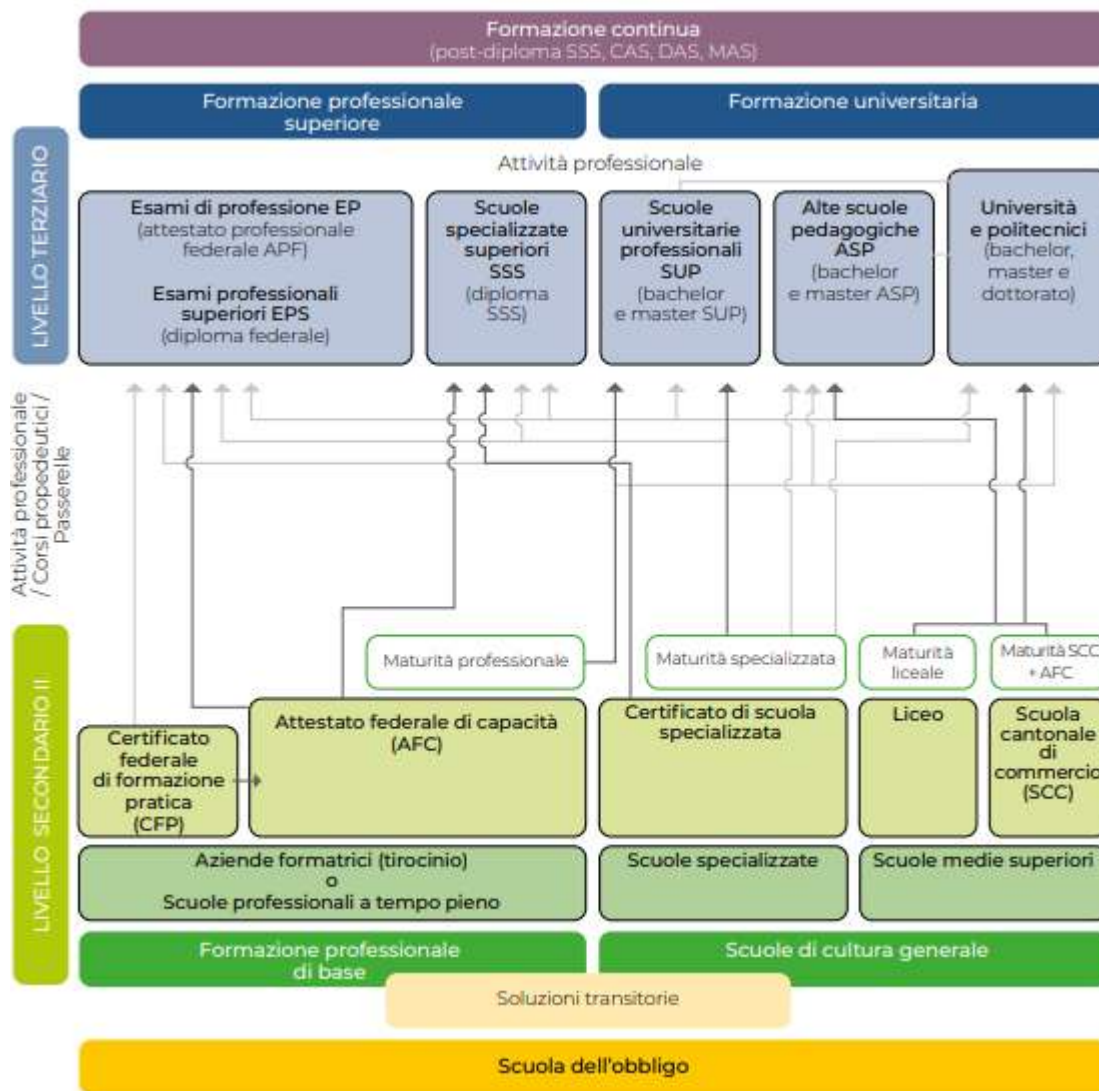 Formazione continua
(post-diploma SSS, CAS, DAS, MAS)
Formazione professionale
superiore
Formazione universitaria
LIVELLO TERZIARIO
Attività professionale
Esami di professione EP
(attestato professionale
federale APF)
Esami professionali
superiori EPS
(diploma federale)
Scuole
specializzate
superiori
SSS
(diploma
SSS)
Scuole
universitarie
professionali
SUP
(bachelor
e master SUP)
Alte scuole
pedagogiche
ASP
(bachelor
e master ASP)
Università
e politecnici
(bachelor,
master e
dottorato)
Attività professionale
/ Corsi propedeutici /
Passerelle
LIVELLO SECONDARIO II
Maturità professionale
Maturità specializzata
Maturità
liceale
Maturità SCC
+ AFC
Certificato
federale
di formazione
pratica
(CFP)
Attestato federale di capacità
(AFC)
Certificato di scuola
specializzata
Liceo
Scuola
cantonale
di
commercio
(SCC)
Aziende formatrici (tirocinio)
o
Scuole professionali a tempo pieno
Scuole specializzate
Scuole medie superiori
Formazione professionale
di base
Scuole di cultura generale
Soluzioni transitorie
Scuola dell'obbligo